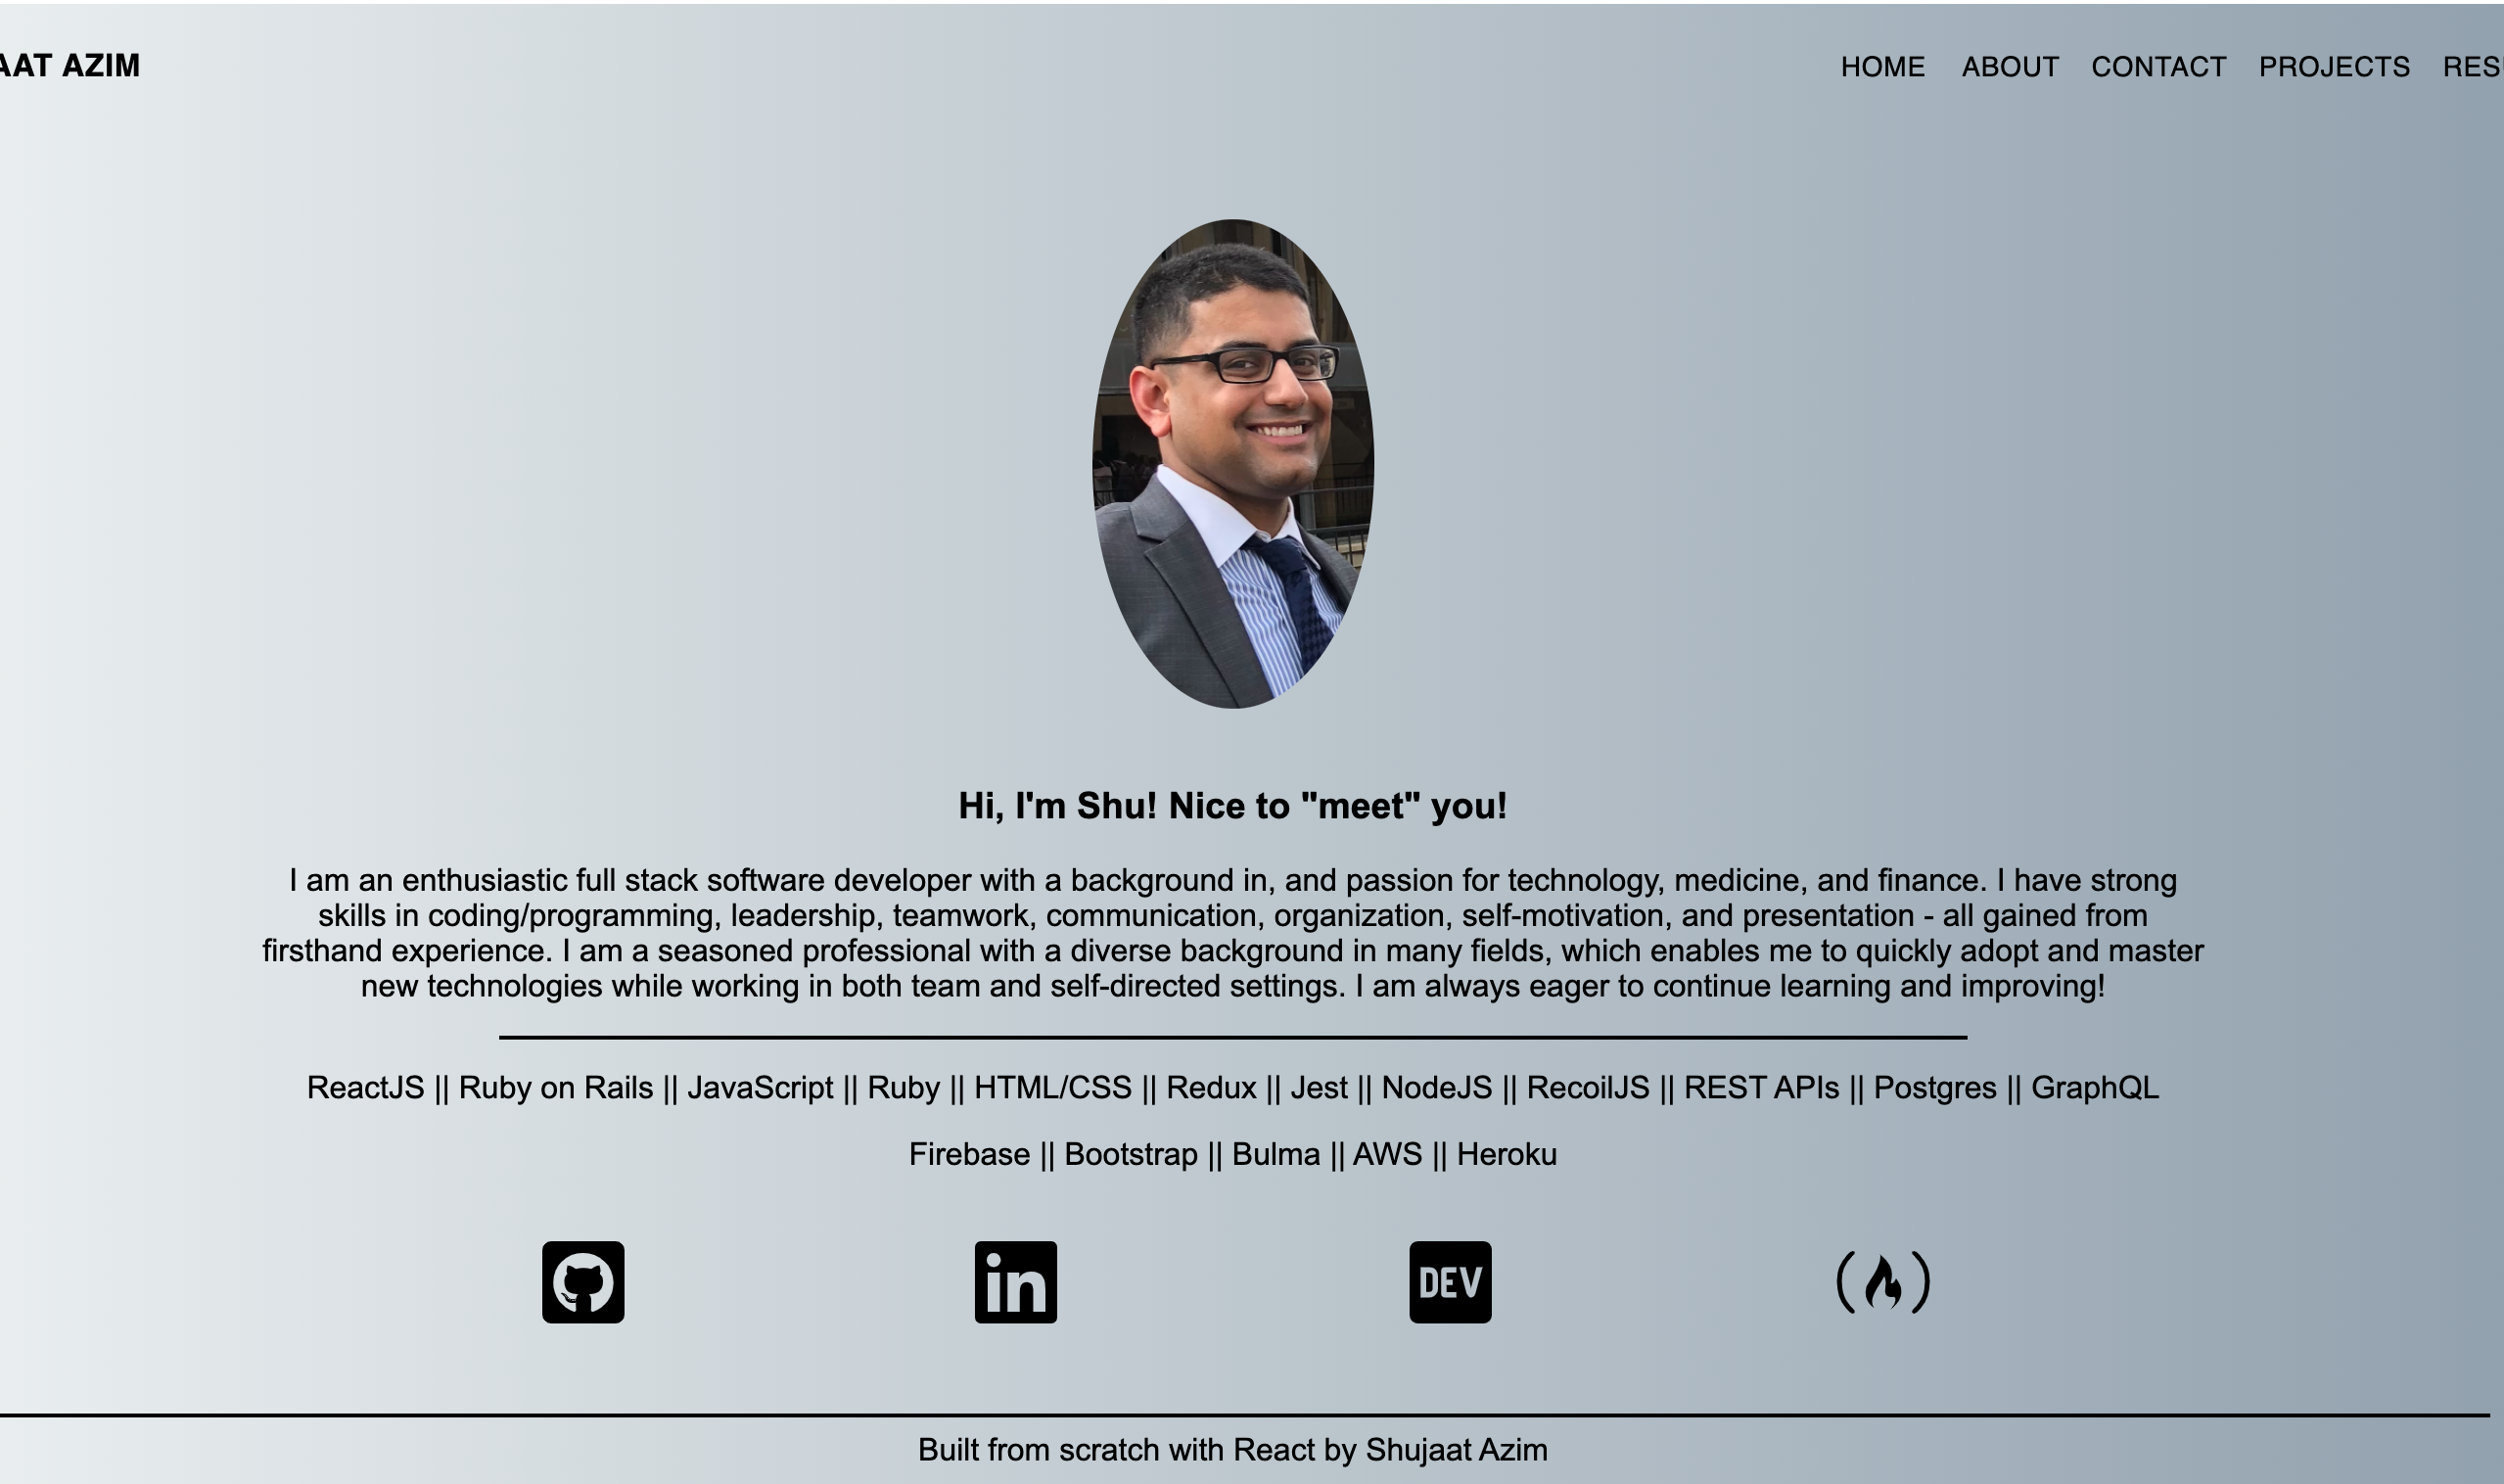 AAT AZIM
HOME ABOUT CONTACT PROJECTS RES
Hi, I'm Shu! Nice to "meet" you!
I am an enthusiastic full stack software developer with a background in, and passion for technology, medicine, and finance. I have strong
skills in coding/programming, leadership, teamwork, communication, organization, self-motivation, and presentation - all gained from
firsthand experience. I am a seasoned professional with a diverse background in many fields, which enables me to quickly adopt and master
new technologies while working in both team and self-directed settings. I am always eager to continue learning and improving!
ReactJS || Ruby on Rails || JavaScript || Ruby || HTML/CSS || Redux || Jest || NodeJS || RecoilJS || REST APIs || Postgres || GraphQL
Firebase || Bootstrap || Bulma || AWS || Heroku
in DEV
Built from scratch with React by Shujaat Azim